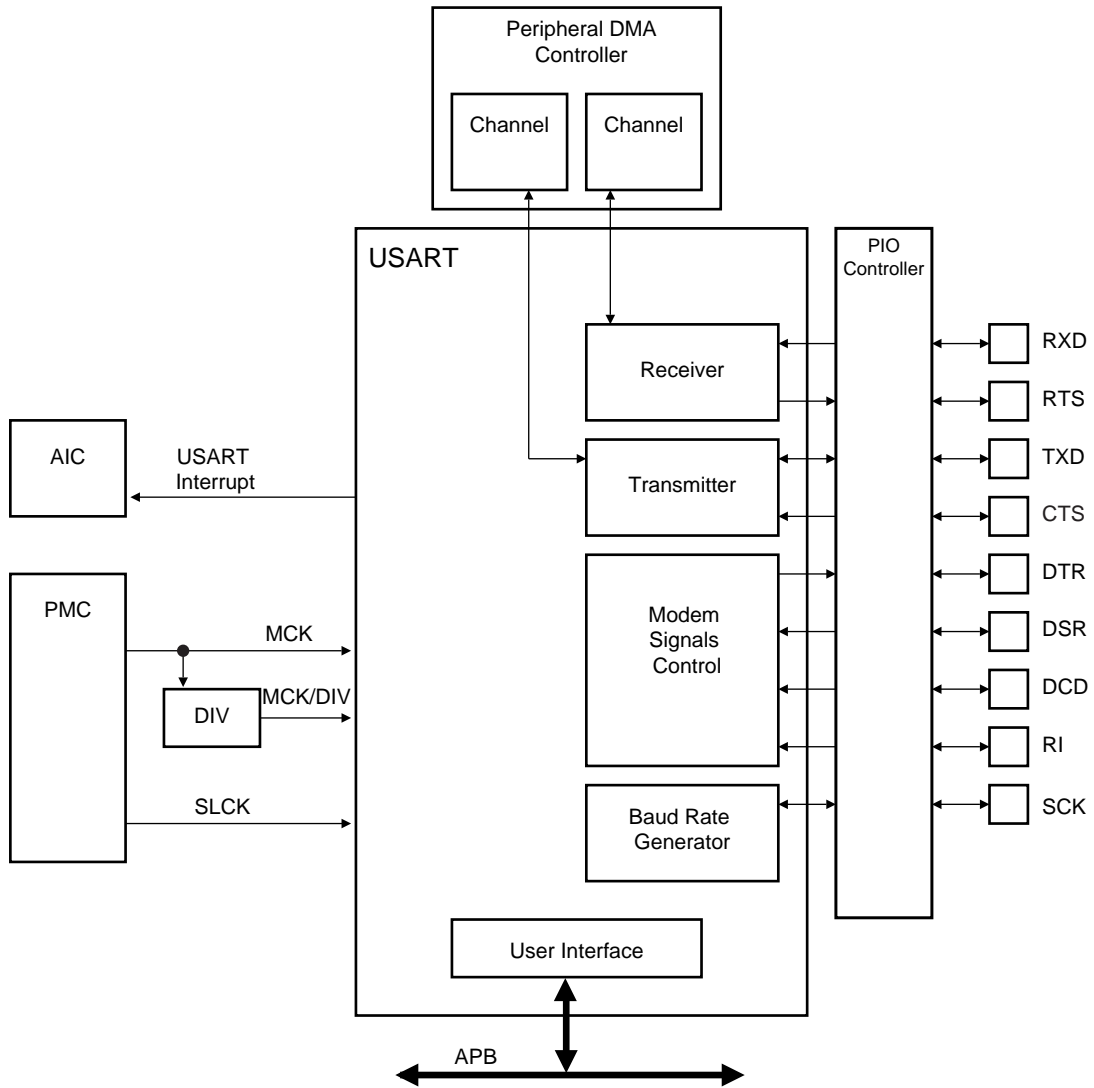 Peripheral DMA
Controller
Channel
Channel
USART
PIO
Controller
Receiver
RXD
RTS
AIC
USART
Interrupt
Transmitter
TXD
CTS
PMC
MCK
DIV
MCK/DIV
SLCK
Modem
Signals
Control
DTR
DSR
DCD
RI
Baud Rate
Generator
SCK
User Interface
APB